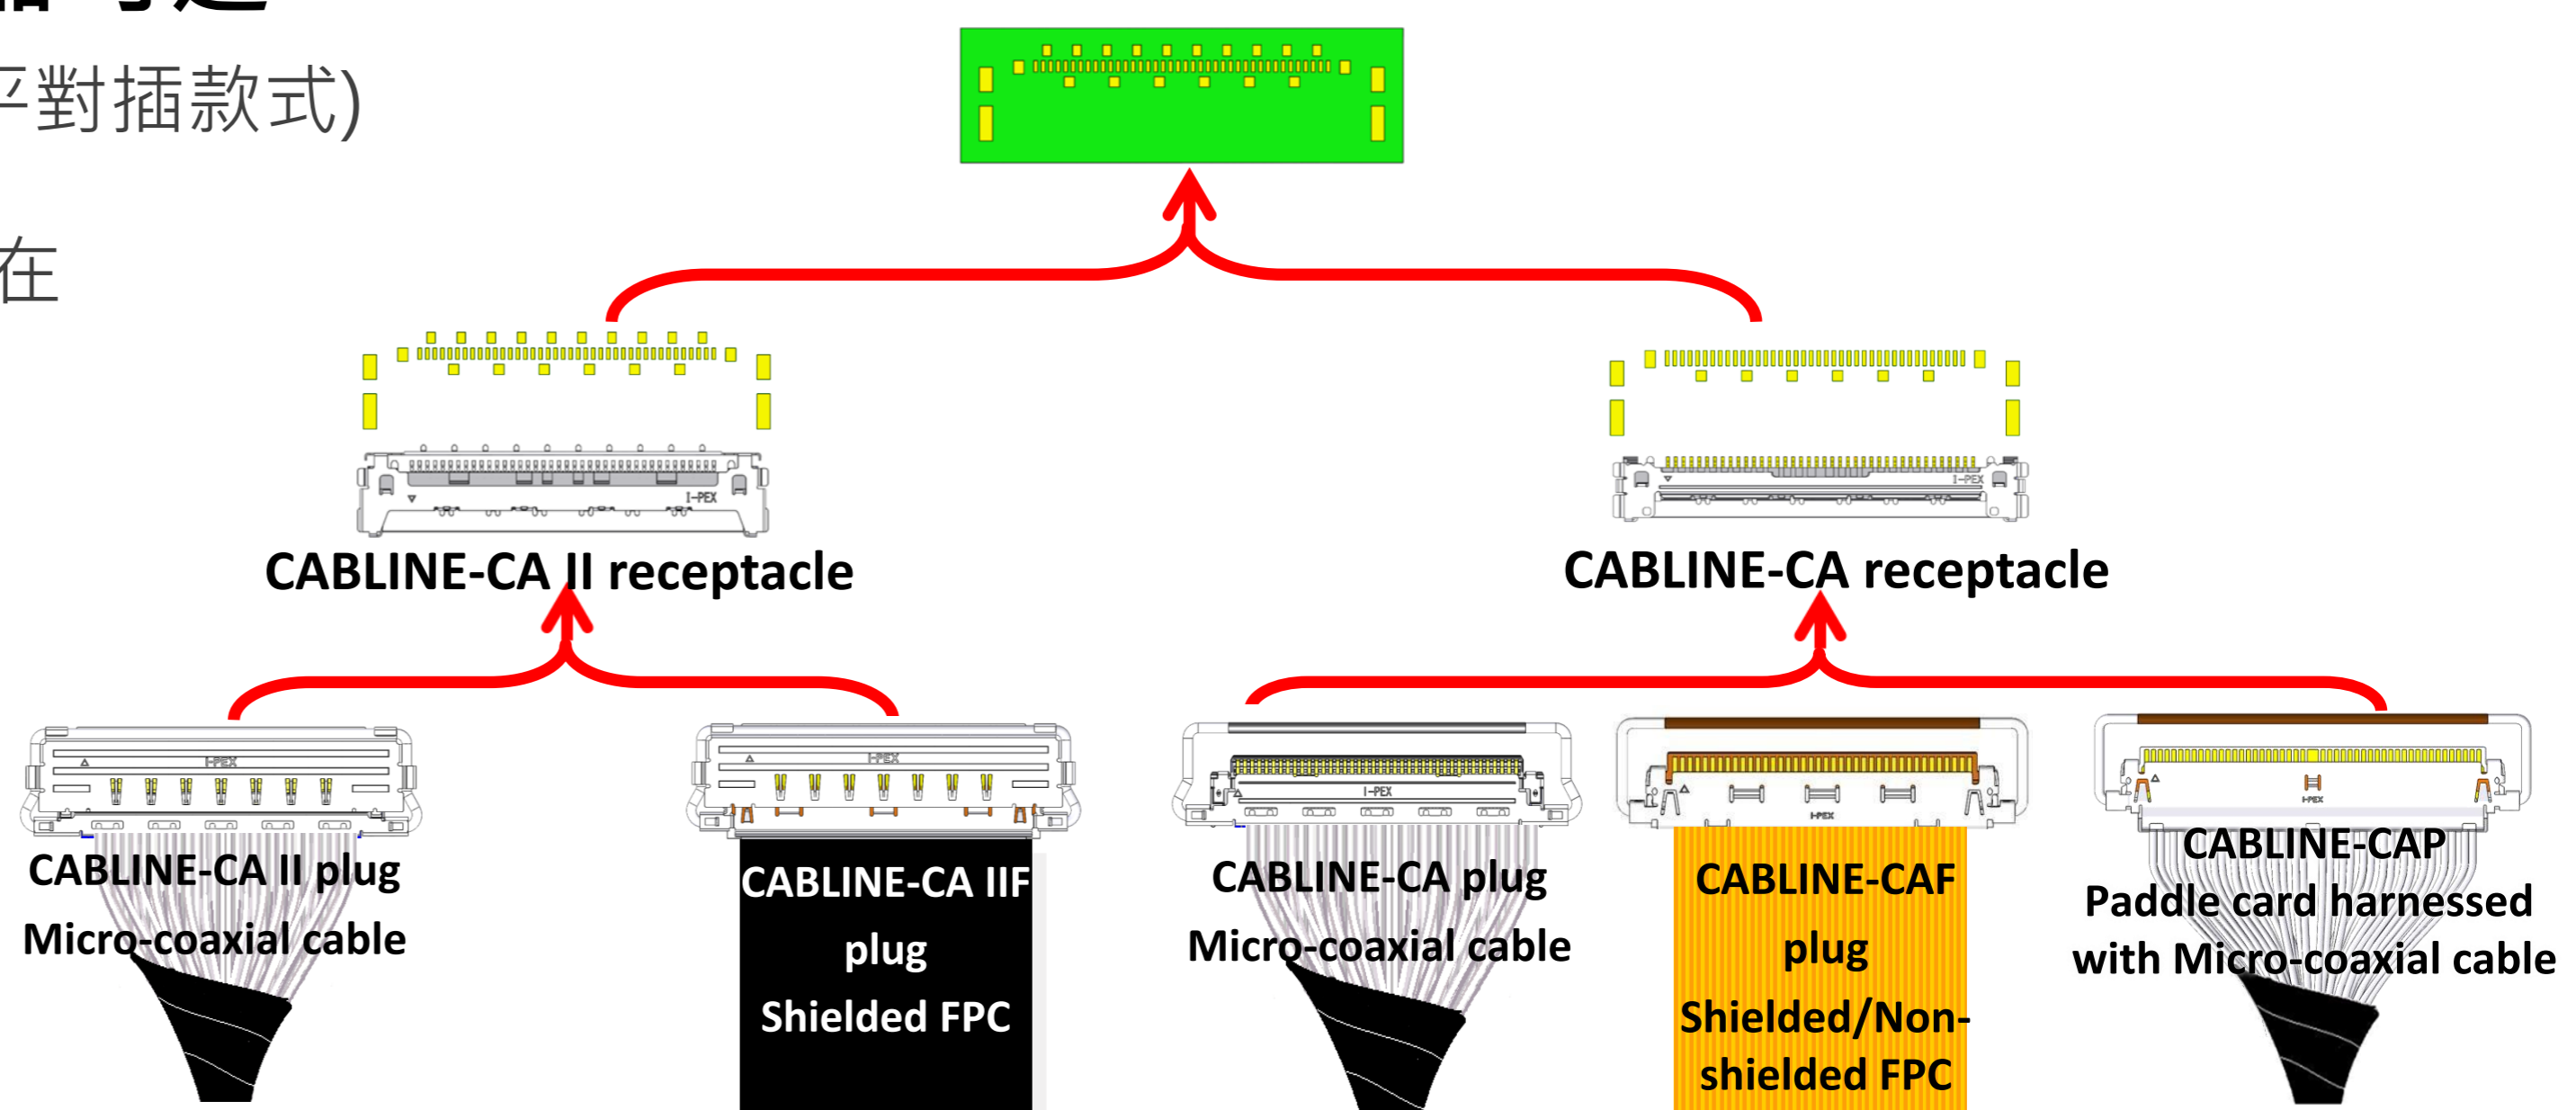 平對插款式)
在
I-PEX
I-PEX
CABLINE-CA II receptacle
CABLINE-CA receptacle
I-PEX
I-PEX
I-PEX
I-PEX
I-PEX
CABLINE-CA II plug
Micro-coaxial cable
CABLINE-CA IIF
plug
Shielded FPC
CABLINE-CA plug
Micro-coaxial cable
CABLINE-CAF
plug
Shielded/Non-
shielded FPC
CABLINE-CAP
Paddle card harnessed
with Micro-coaxial cable